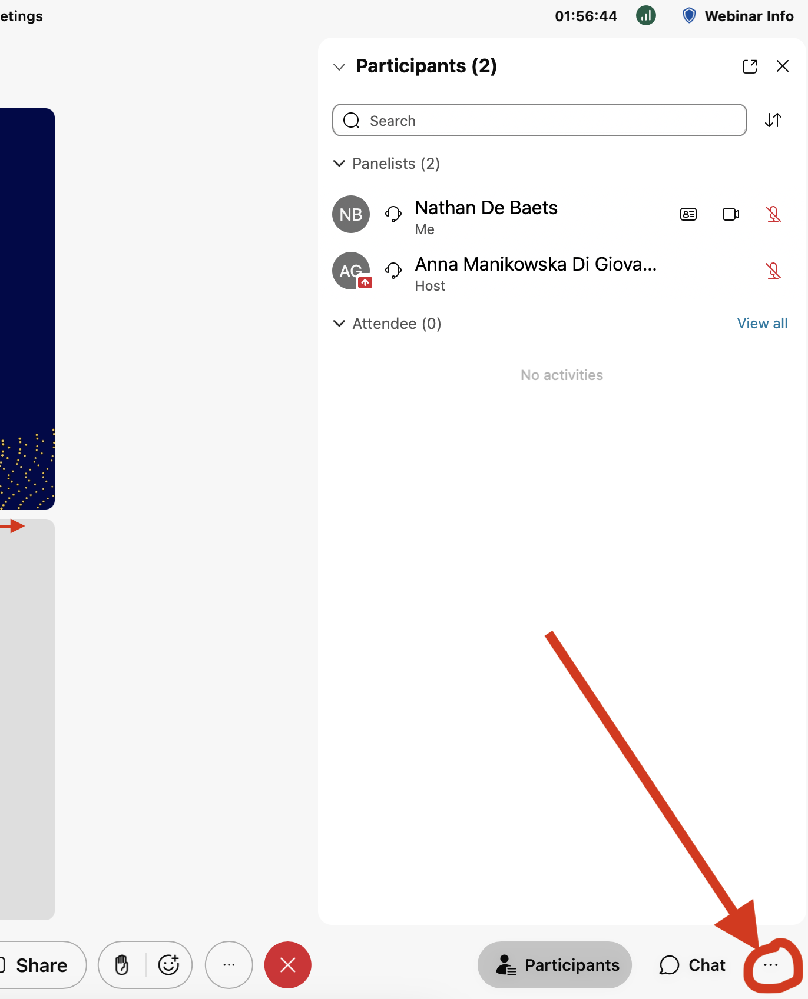 etings
01:56:44
Webinar Info
Participants (2)
Search
Panelists (2)
NB
Nathan De Baets
Me
AG
Anna Manikowska Di Giova...
Host
Attendee (0)
View all
No activities
Share
Participants
Chat